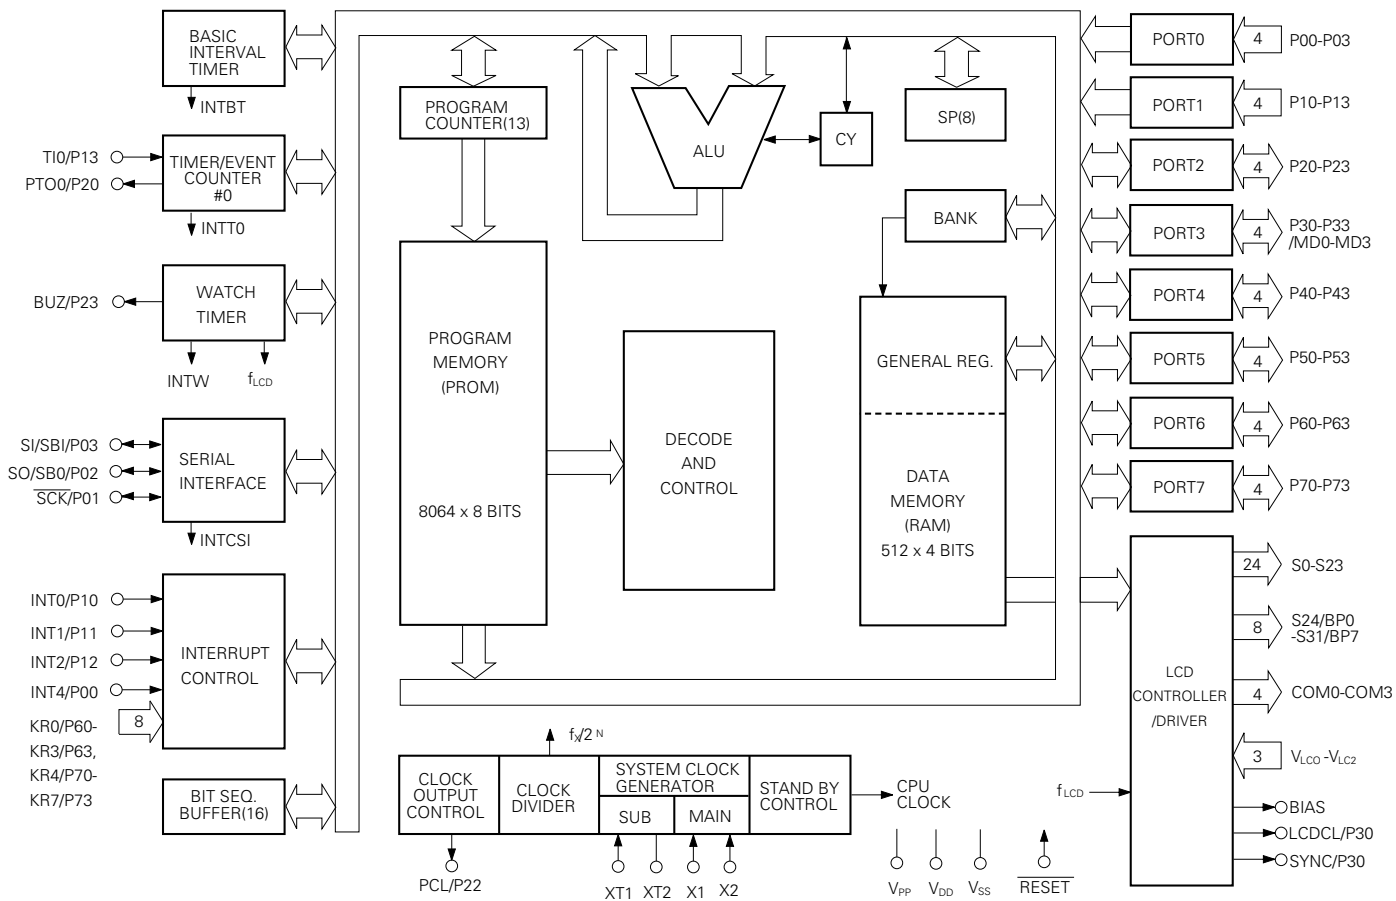 BASIC
INTERVAL
TIMER
INTBT
TI0/P13
PTO0/P20
TIMER/EVENT
COUNTER
#0
INTT0
BUZ/P23
WATCH
TIMER
INTW
fLCD
SI/SBI/P03
SO/SB0/P02
SCK/P01
SERIAL
INTERFACE
INTCSI
INT0/P10
INT1/P11
INT2/P12
INT4/P00
KR0/P60-
KR3/P63,
KR4/P70-
KR7/P73
8
INTERRUPT
CONTROL
BIT SEQ.
BUFFER(16)
PROGRAM
COUNTER(13)
ALU
CY
SP(8)
BANK
PROGRAM
MEMORY
(PROM)
8064 x 8 BITS
DECODE
AND
CONTROL
GENERAL REG.
DATA
MEMORY
(RAM)
512 x 4 BITS
fX/2 N
CLOCK
OUTPUT
CONTROL
CLOCK
DIVIDER
SYSTEM CLOCK
GENERATOR
SUB
MAIN
STAND BY
CONTROL
CPU
CLOCK
PCL/P22
XT1
XT2
X1
X2
VPP
VDD
VSS
RESET
PORT0
4
P00-P03
PORT1
4
P10-P13
PORT2
4
P20-P23
PORT3
4
P30-P33
/MD0-MD3
PORT4
4
P40-P43
PORT5
4
P50-P53
PORT6
4
P60-P63
PORT7
4
P70-P73
LCD
CONTROLLER
/DRIVER
24
S0-S23
8
S24/BP0
-S31/BP7
4
COM0-COM3
3
VLC0 -VLC2
fLCD
BIAS
LCDCL/P30
SYNC/P30